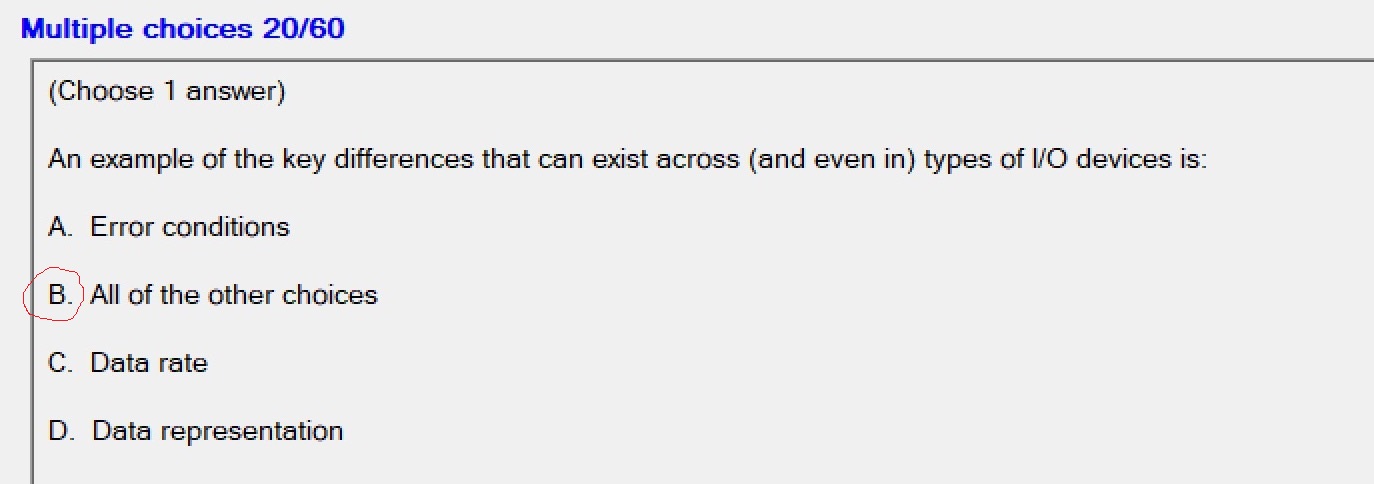 Multiple choices 20/60
(Choose 1 answer)
An example of the key differences that can exist across (and even in) types of I/O devices is:
A. Error conditions
B. All of the other choices
C. Data rate
D. Data representation